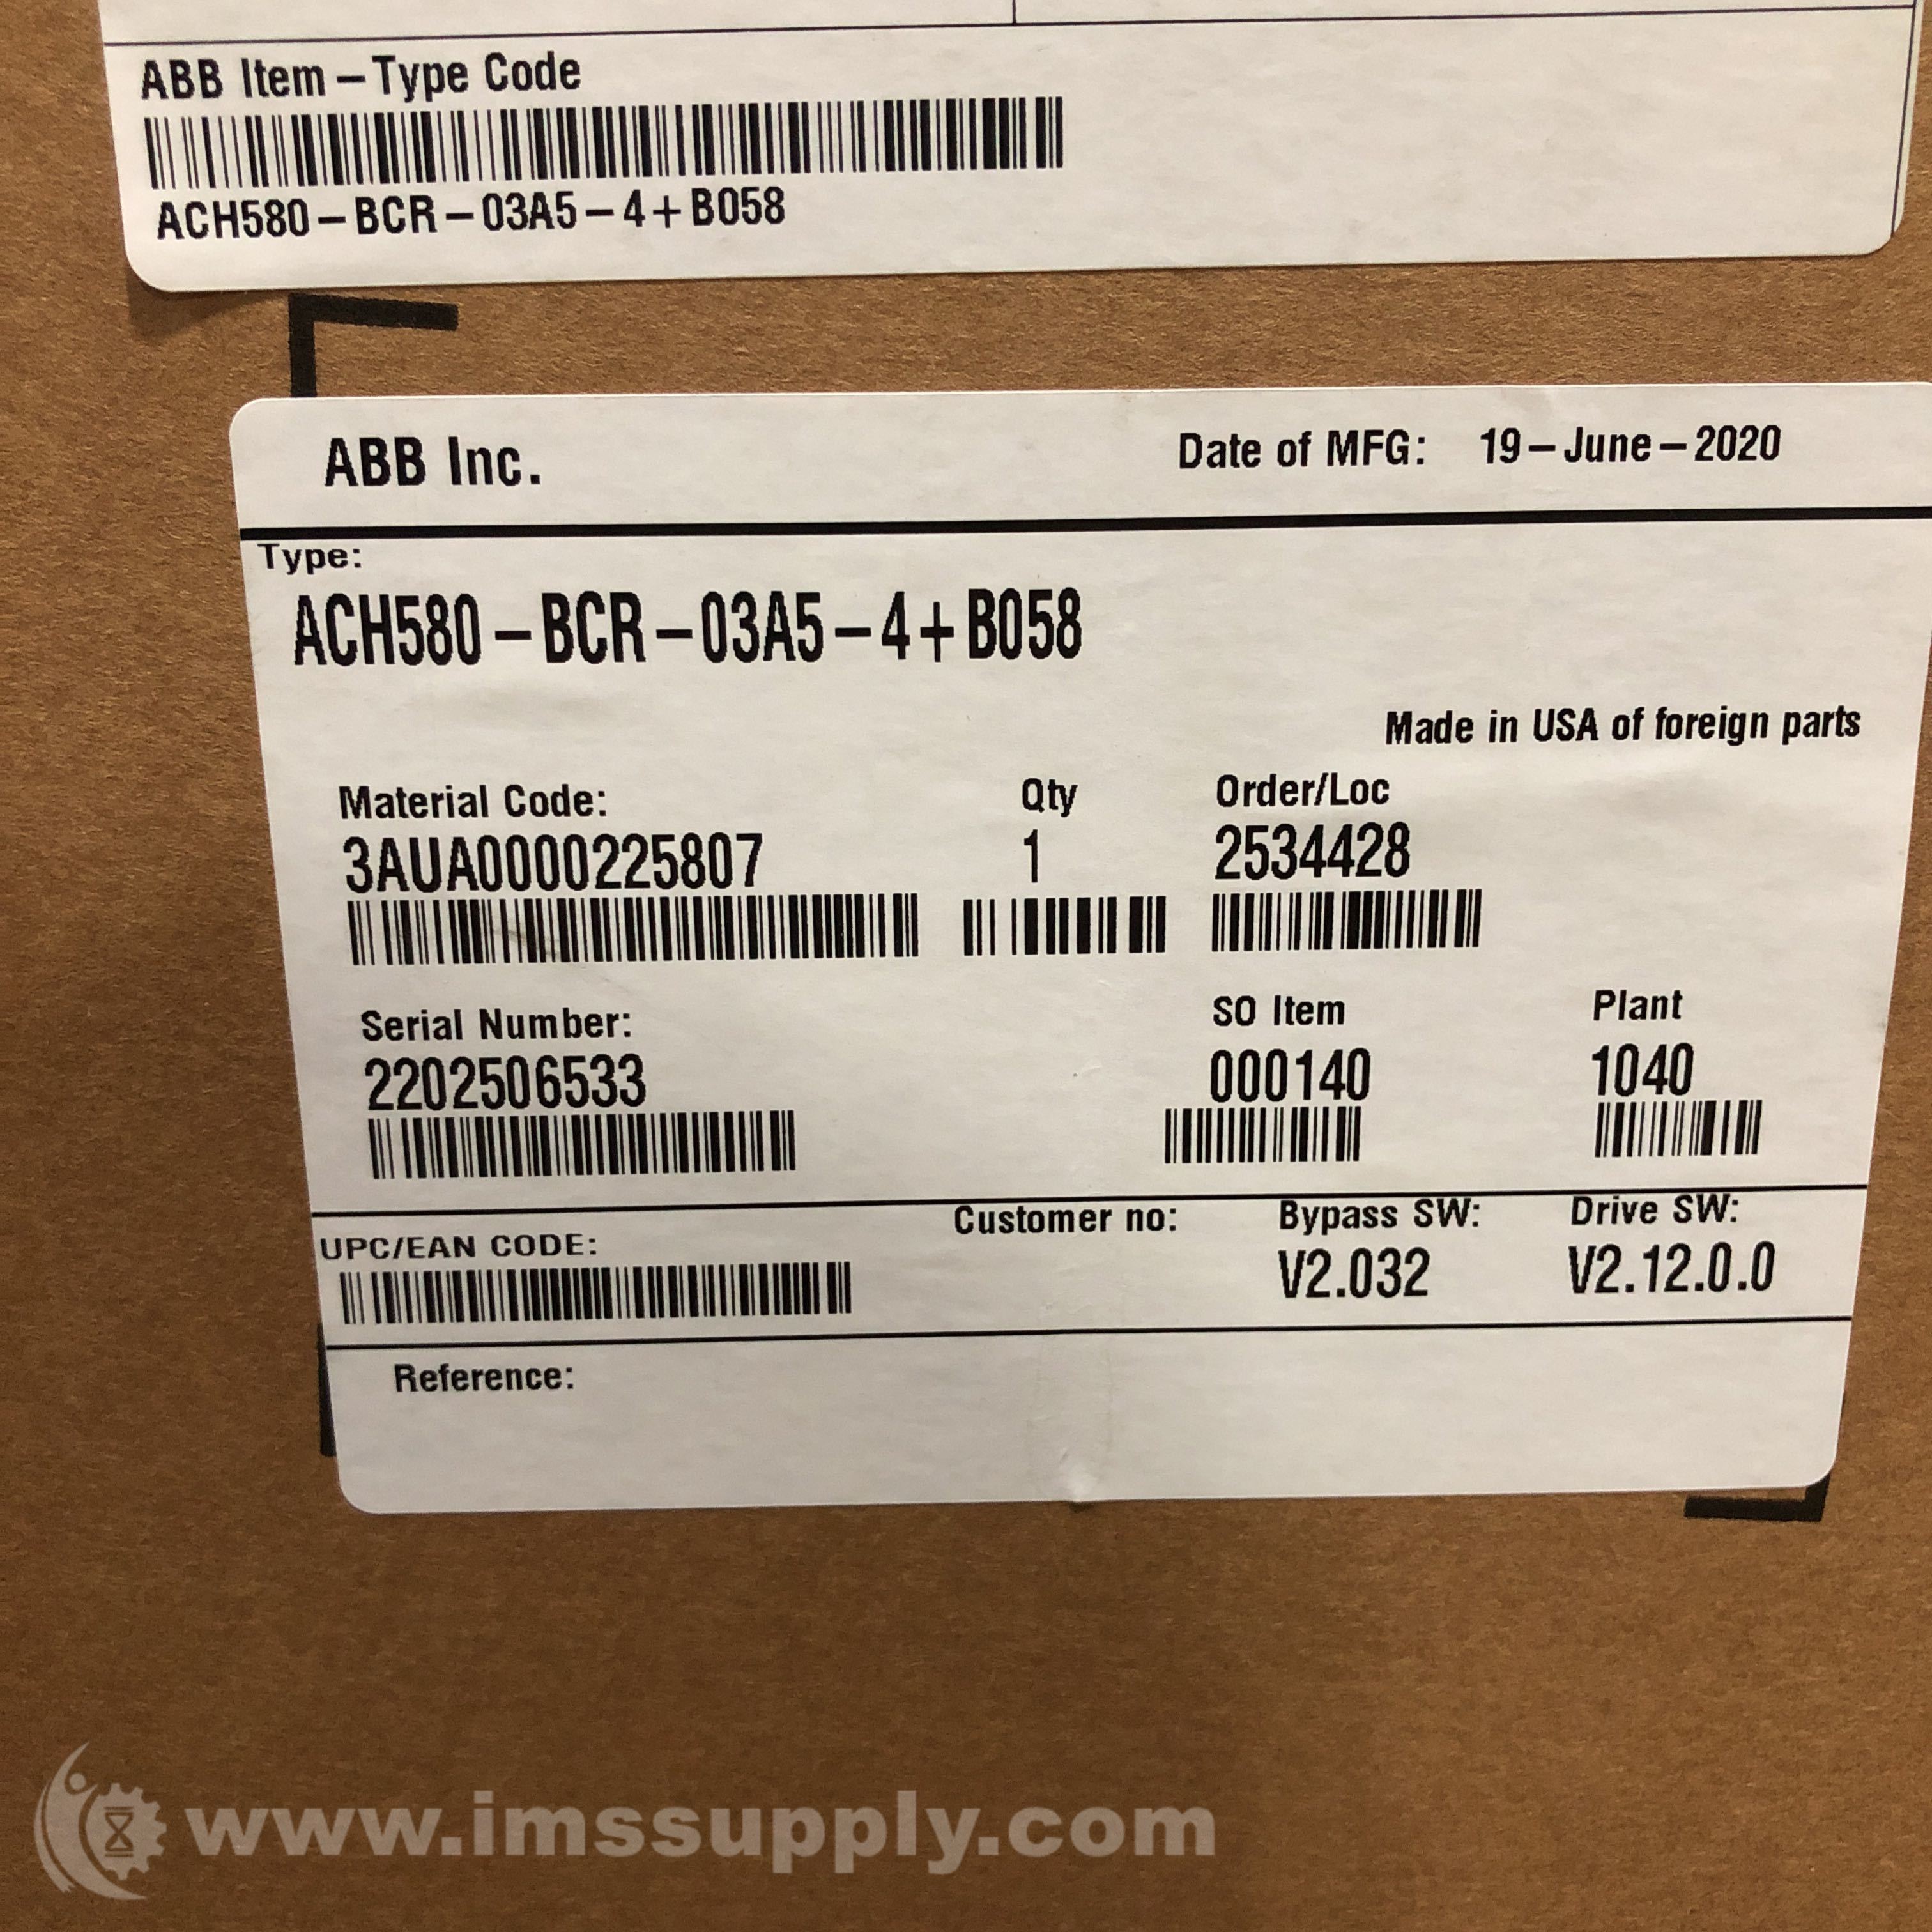 ABB Item – Type Code
ACH580 – BCR – 03A5 – 4 + B058
ABB Inc.
Date of MFG: 19 – June – 2020
Type:
ACH580 – BCR – 03A5 – 4 + B058
Made in USA of foreign parts
Material Code:
Qty
Order/Loc
3AUA0000225807
1
2534428
Serial Number:
SO Item
Plant
2202506533
000140
1040
UPC/EAN CODE:
Customer no:
Bypass SW:
Drive SW:
V2.032
V2.12.0.0
Reference:
www.imssupply.com